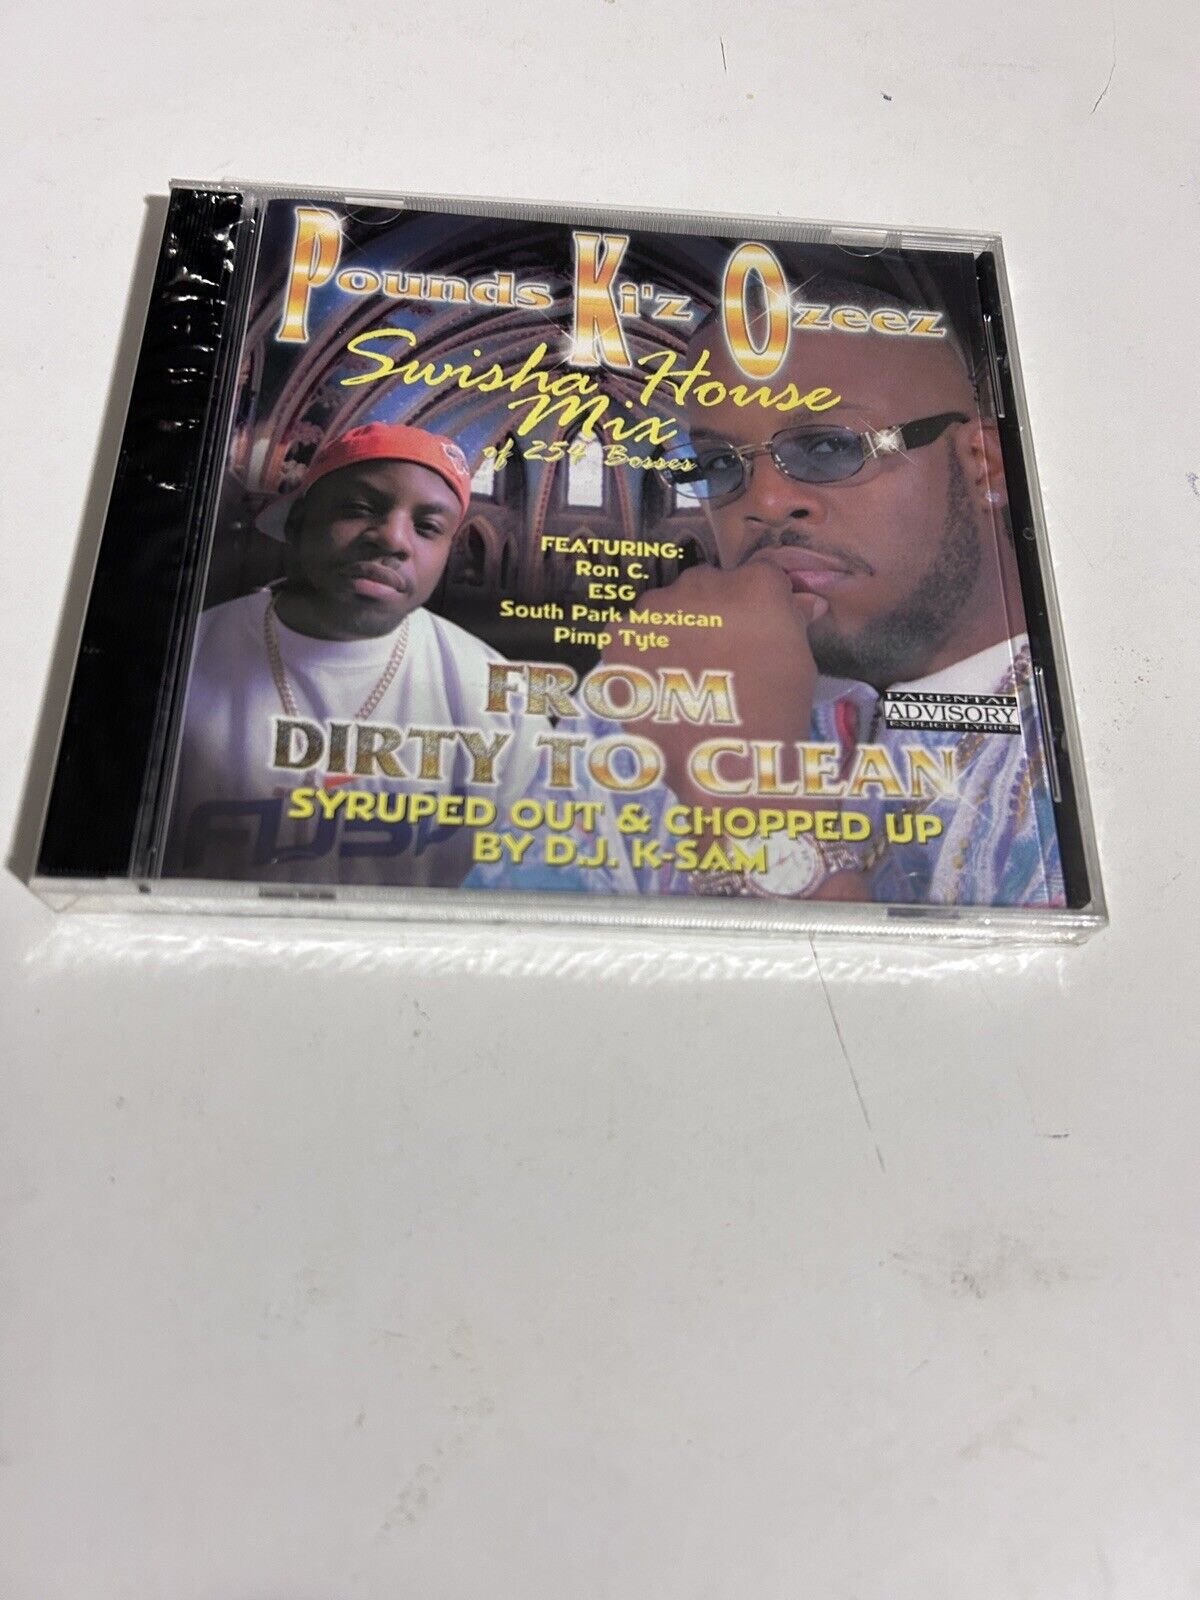 Pounds Ki'z Ozeez
Swisha House
Mix
of 254 Bosses
FEATURING:
Ron C.
ESG
South Park Mexican
Pimp Tyte
FROM
DIRTY TO CLEAN
PARENTAL
ADVISORY
EXPLICIT LYRICS
SYRUPED OUT & CHOPPED UP
BY D.J. K-SAM
FUBU